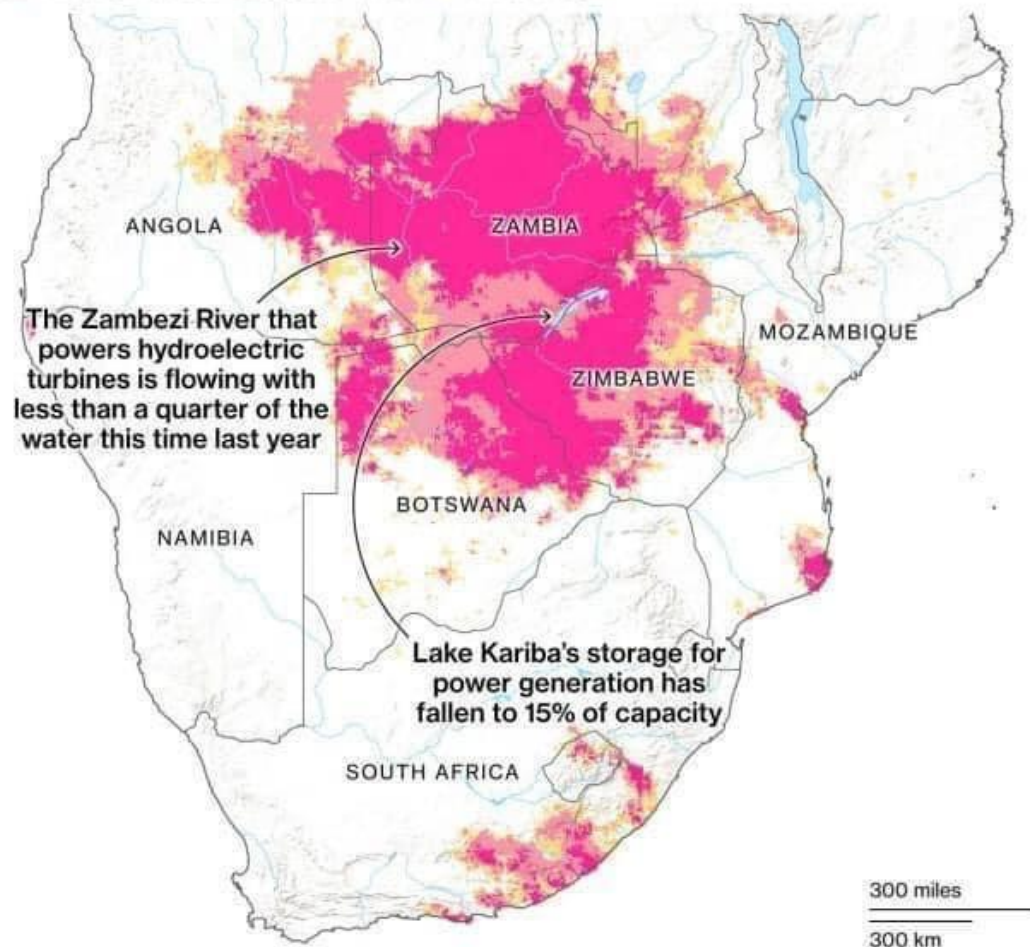 ANGOLA
ZAMBIA
The Zambezi River that
powers hydroelectric
turbines is flowing with
less than a quarter of the
water this time last year
MOZAMBIQUE
ZIMBABWE
BOTSWANA
NAMIBIA
Lake Kariba's storage for
power generation has
fallen to 15% of capacity
SOUTH AFRICA
300 miles
300 km